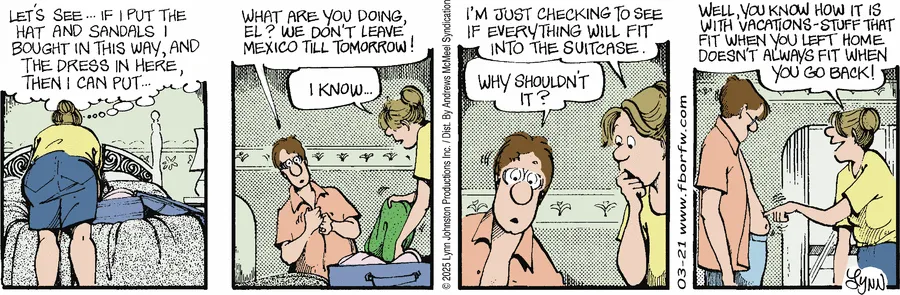 LET'S SEE... IF I PUT THE
HAT AND SANDALS I
BOUGHT IN THIS WAY, AND
THE DRESS IN HERE,
THEN I CAN PUT...
WHAT ARE YOU DOING,
EL? WE DON'T LEAVE
MEXICO TILL TOMORROW!
I KNOW...
© 2025 Lynn Johnston Productions Inc. / Dist. By Andrews McMeel Syndication
I'M JUST CHECKING TO SEE
IF EVERYTHING WILL FIT
INTO THE SUITCASE.
WHY SHOULDN'T
IT?
03-21 www.fborfw.com
WELL, YOU KNOW HOW IT IS
WITH VACATIONS-STUFF THAT
FIT WHEN YOU LEFT HOME
DOESN'T ALWAYS FIT WHEN
YOU GO BACK!
LYNN